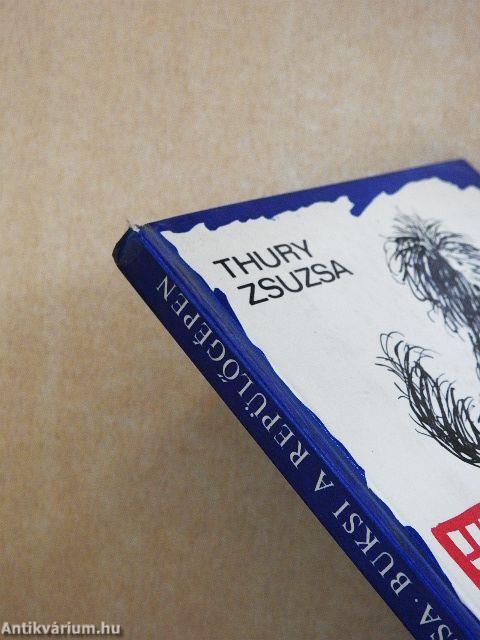 THURY
ZSUZSA
SA · BUKSI A REPÜLŐGÉPEN
Antikvárium.hu